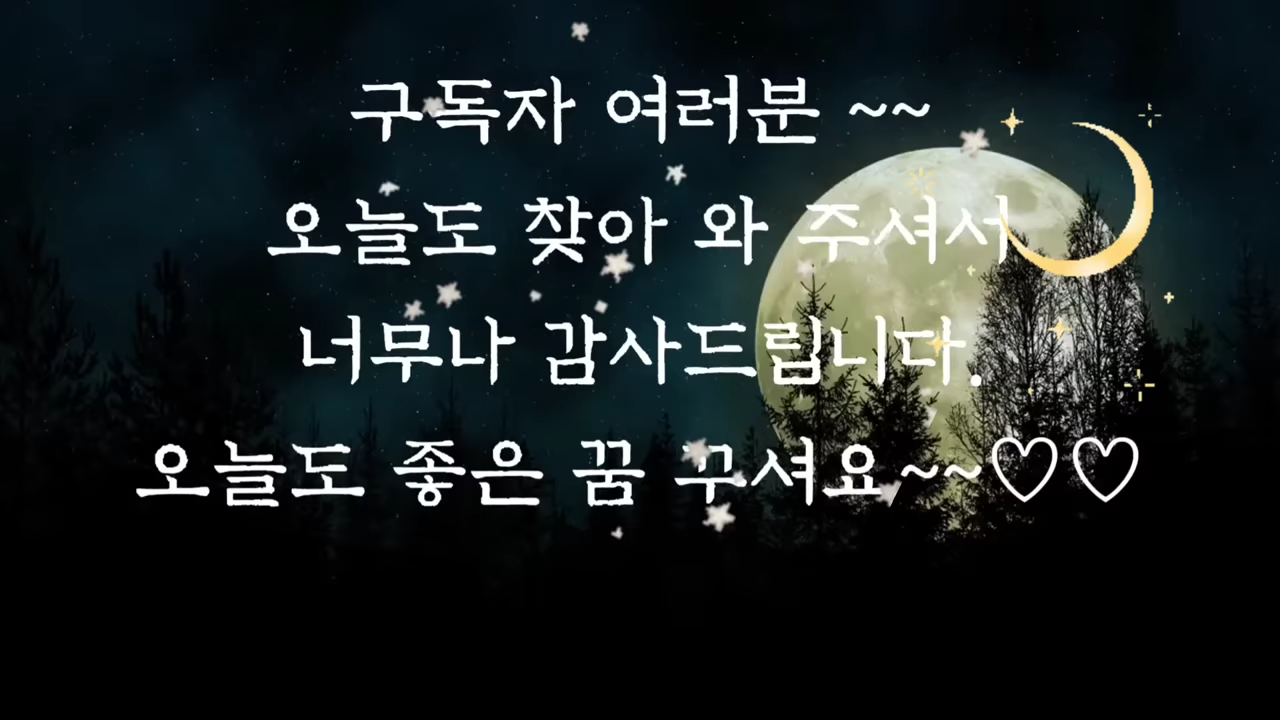 구독자 여러분 ~~
오늘도 찾아 와 주셔서
너무나 감사드립니다.
오늘도 좋은 꿈 꾸셔요~~♡♡